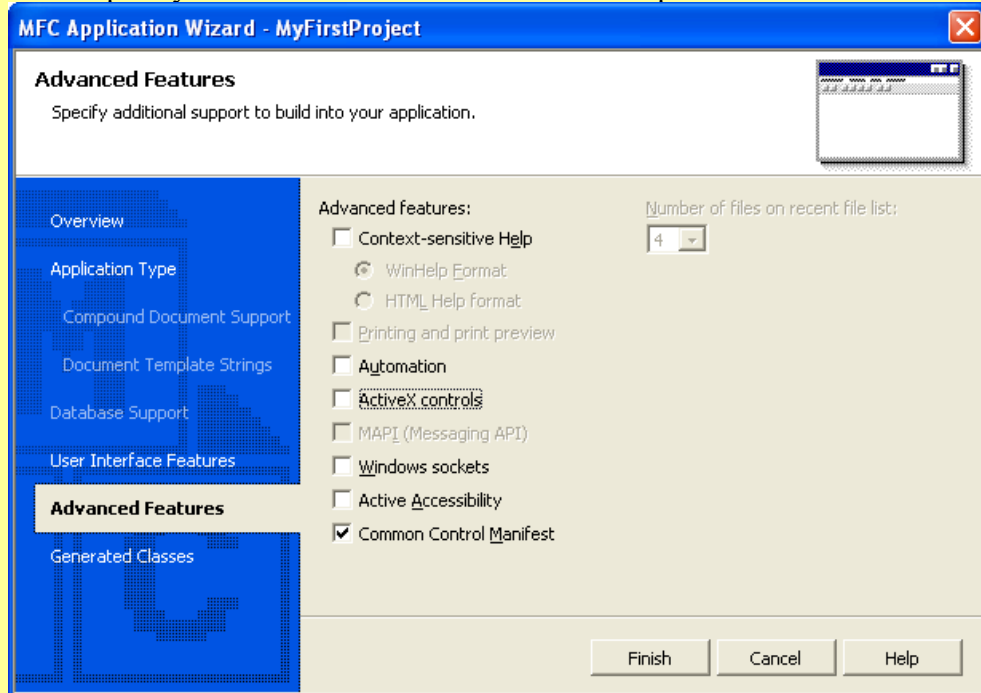 MFC Application Wizard - MyFirstProject
Advanced Features
Specify additional support to build into your application.
Overview
Application Type
Compound Document Support
Document Template Strings
Database Support
User Interface Features
Advanced Features
Generated Classes
Advanced features:
Context-sensitive Help
WinHelp Format
HTML Help format
Printing and print preview
Automation
ActiveX controls
MAPI (Messaging API)
Windows sockets
Active Accessibility
Common Control Manifest
Number of files on recent file list:
4
Finish Cancel Help